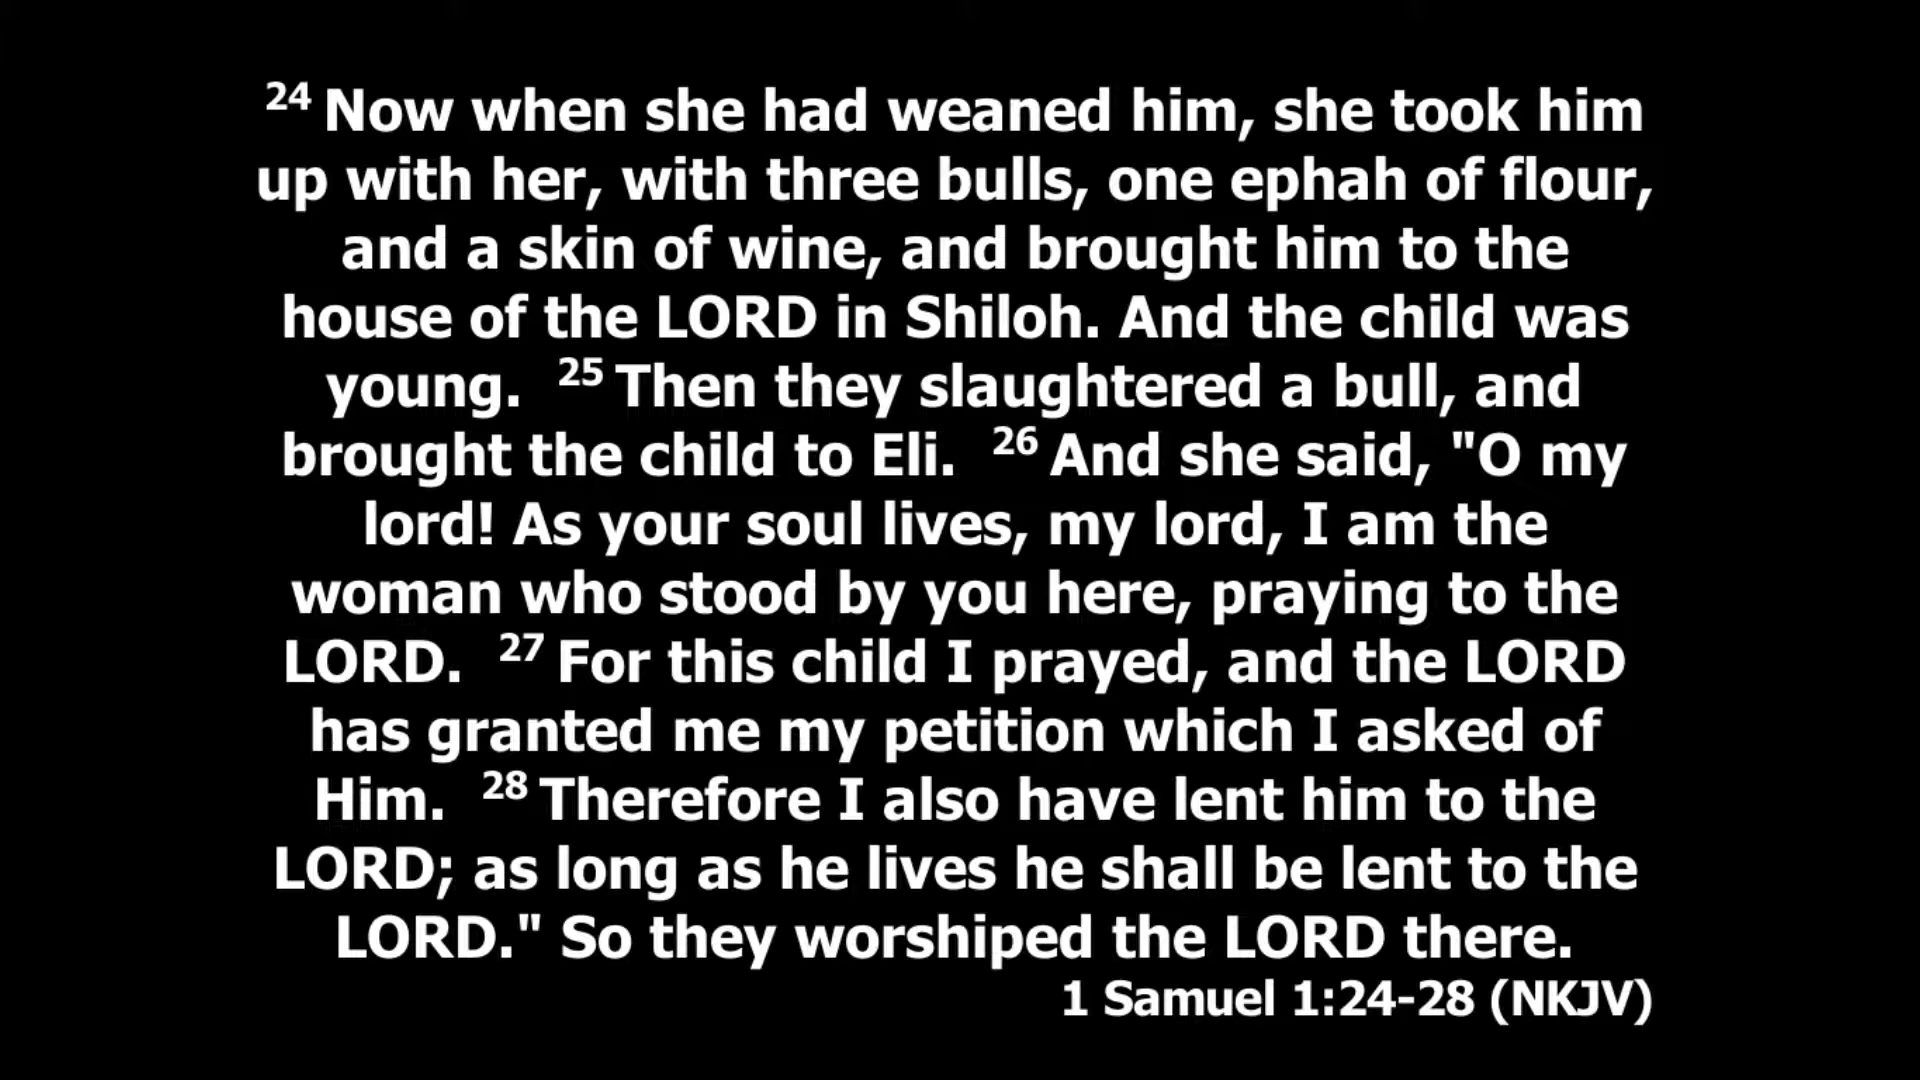 24 Now when she had weaned him, she took him
up with her, with three bulls, one ephah of flour,
and a skin of wine, and brought him to the
house of the LORD in Shiloh. And the child was
young. 25 Then they slaughtered a bull, and
brought the child to Eli. 26 And she said, "O my
lord! As your soul lives, my lord, I am the
woman who stood by you here, praying to the
LORD. 27 For this child I prayed, and the LORD
has granted me my petition which I asked of
Him. 28 Therefore I also have lent him to the
LORD; as long as he lives he shall be lent to the
LORD." So they worshiped the LORD there.
1 Samuel 1:24-28 (NKJV)